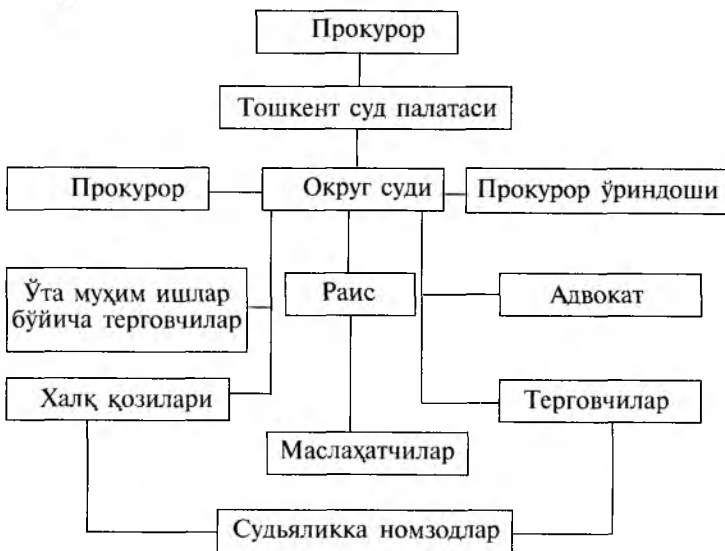 Прокурор
Тошкент суд палатаси
Прокурор
Округ суди
Прокурор ўриндоши
Ўта муҳим ишлар
бўйича терговчилар
Раис
Адвокат
Халқ қозилари
Терговчилар
Маслаҳатчилар
Судьяликка номзодлар